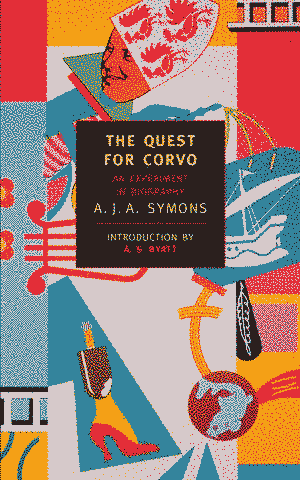 THE QUEST
FOR CORVO
AN EXPERIMENT
IN BIOGRAPHY
A. J. A. SYMONS
INTRODUCTION BY
A. S. BYATT